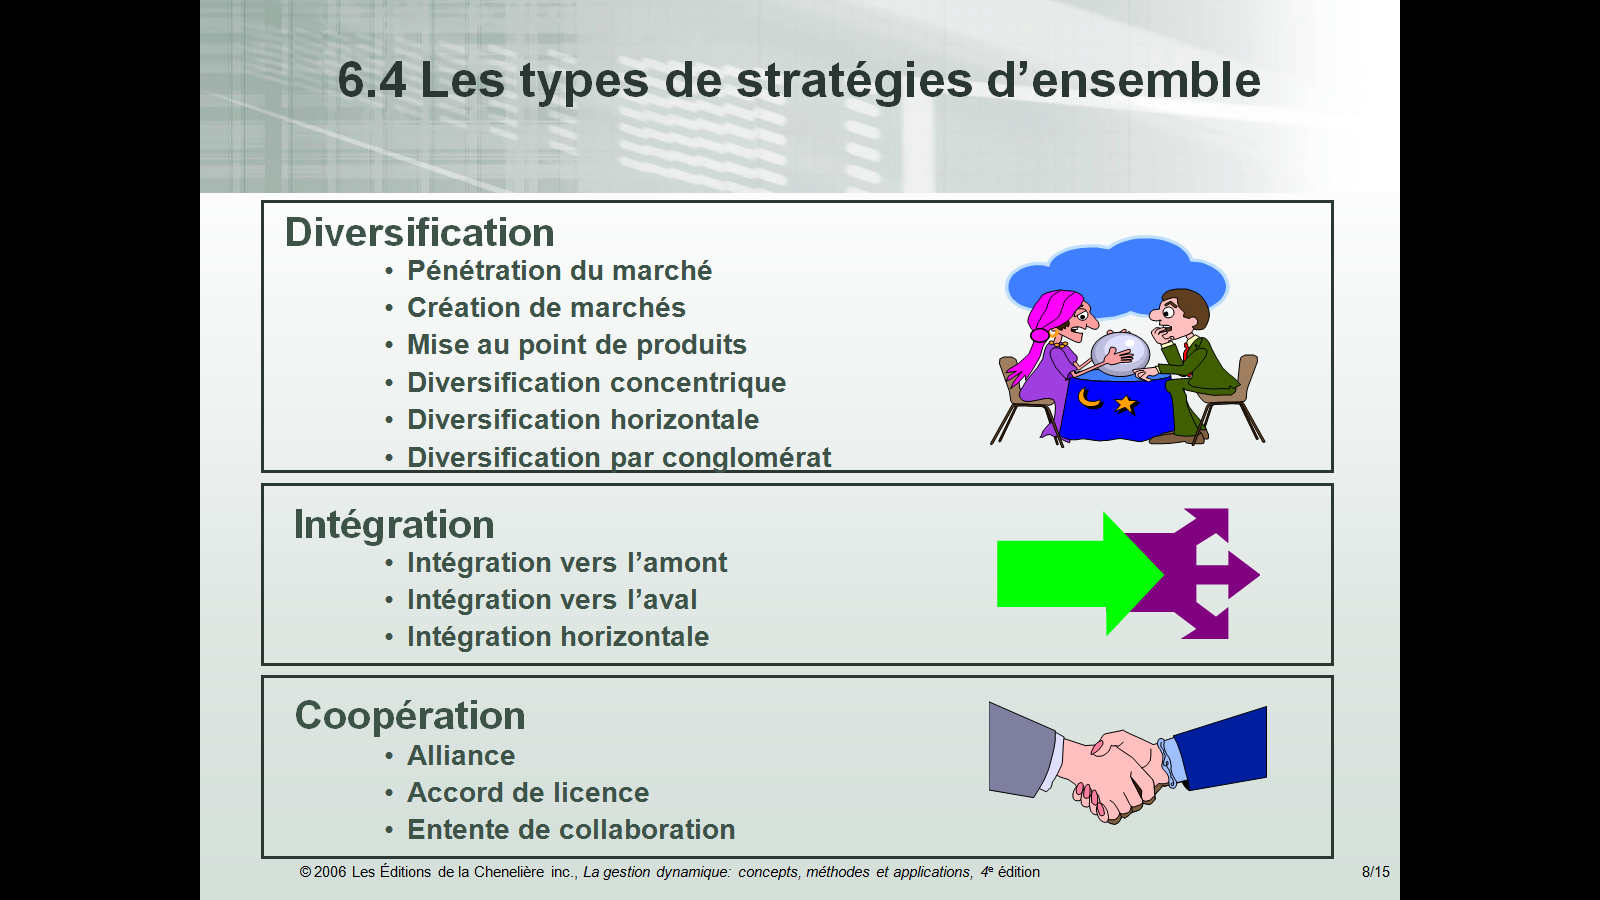 6.4 Les types de stratégies d’ensemble
Diversification
• Pénétration du marché
• Création de marchés
• Mise au point de produits
• Diversification concentrique
• Diversification horizontale
• Diversification par conglomérat
Intégration
• Intégration vers l’amont
• Intégration vers l’aval
• Intégration horizontale
Coopération
• Alliance
• Accord de licence
• Entente de collaboration
© 2006 Les Éditions de la Chenelière inc., La gestion dynamique: concepts, méthodes et applications, 4e édition
8/15